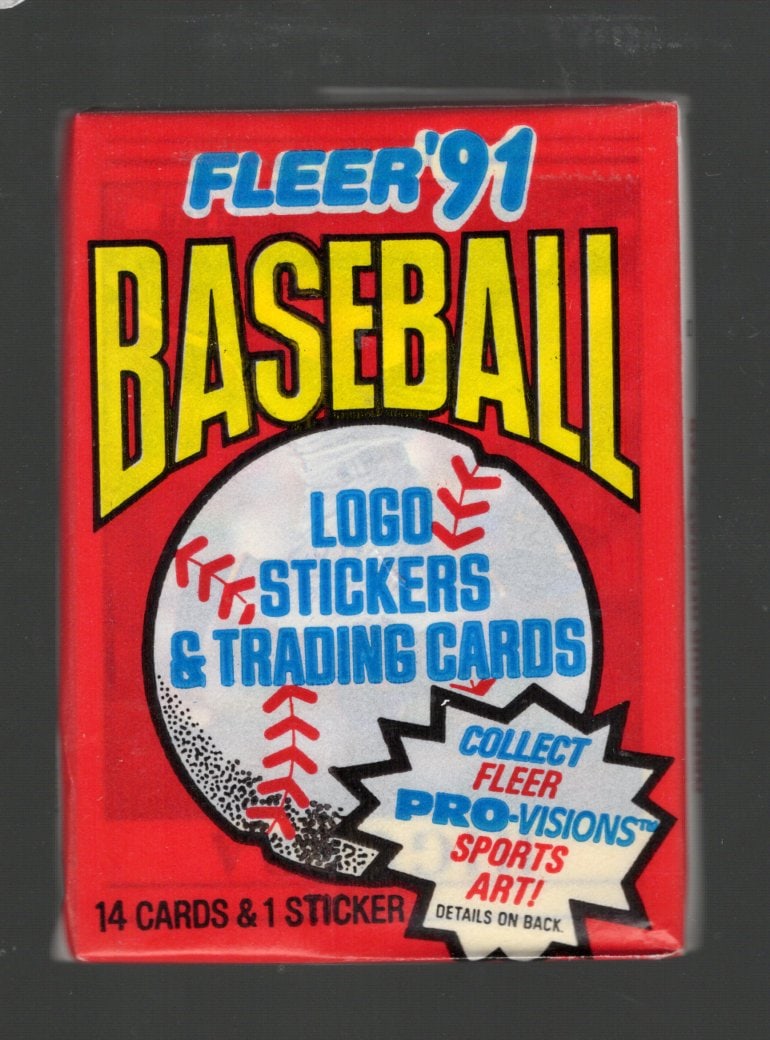 FLEER '91
BASEBALL
LOGO
STICKERS
& TRADING CARDS
COLLECT
FLEER
PRO-VISIONS™
SPORTS
ART!
DETAILS ON BACK.
14 CARDS & 1 STICKER